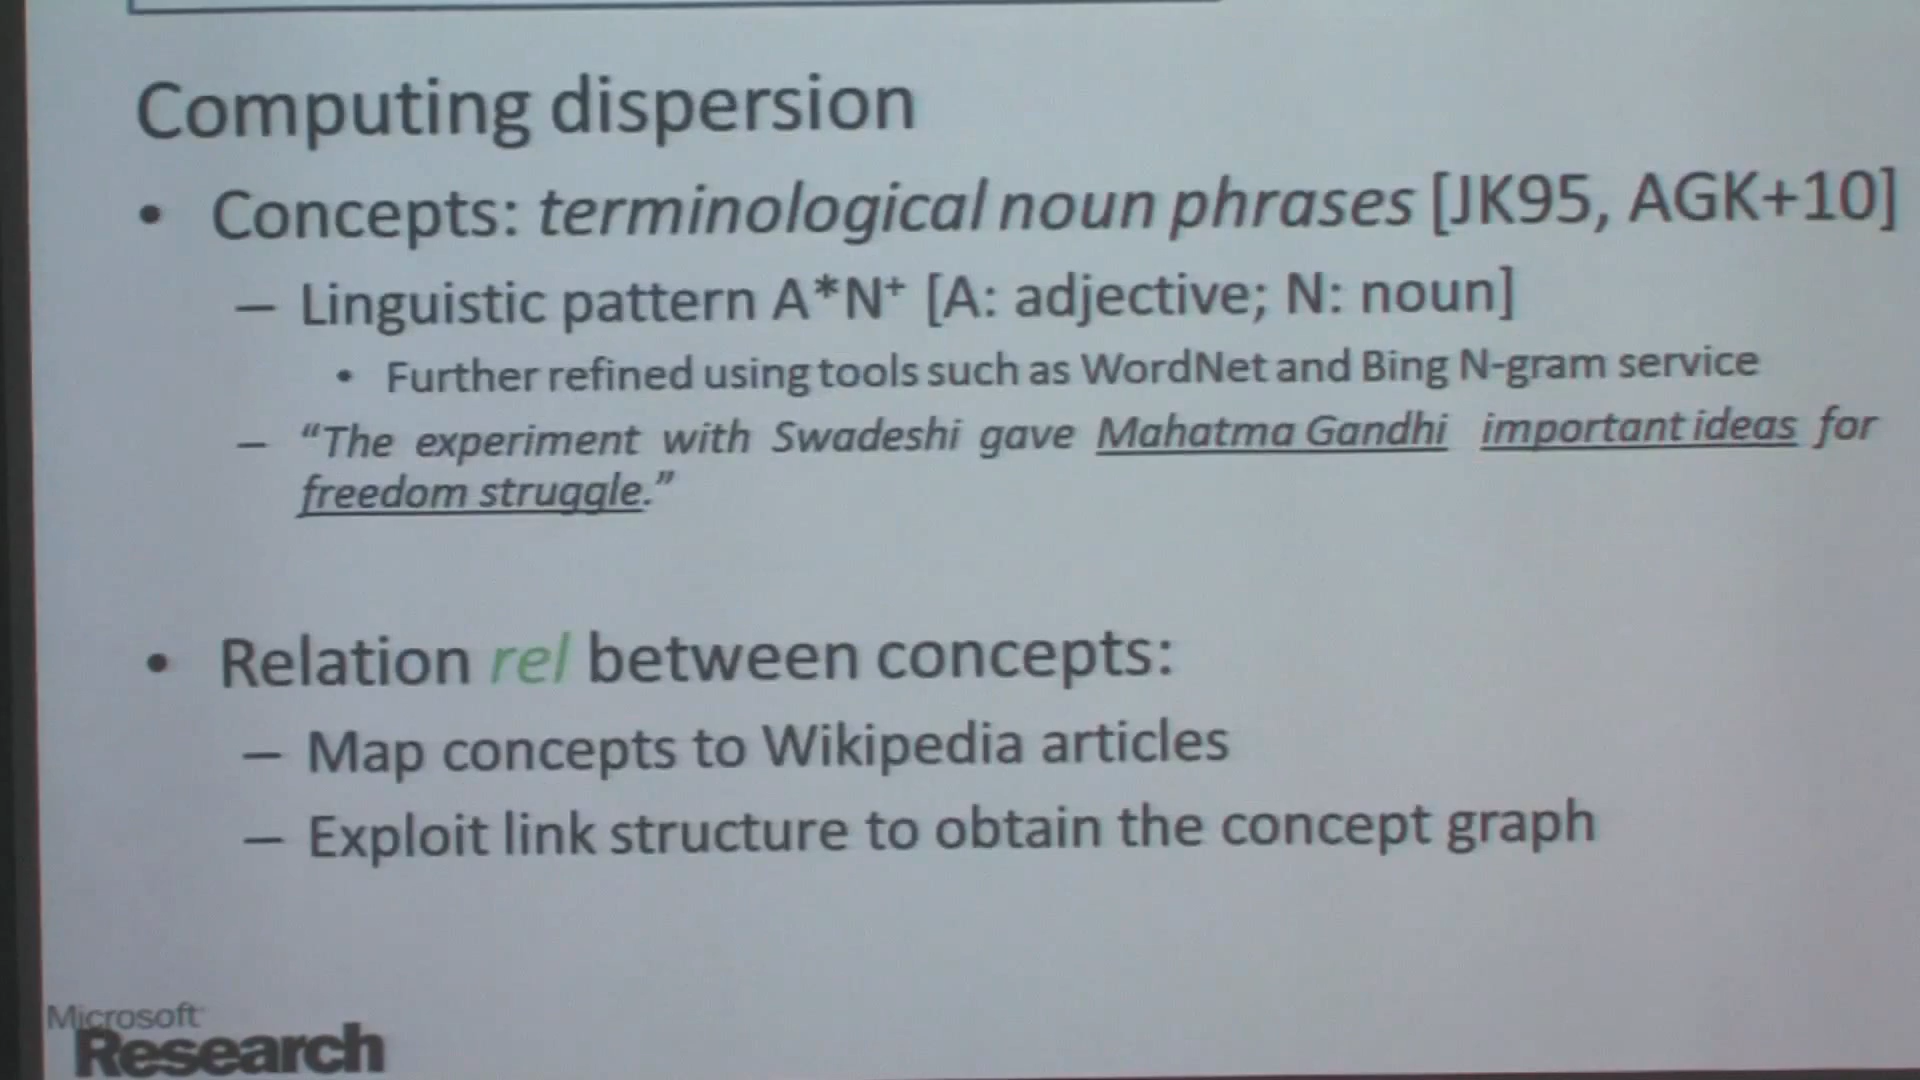 Computing dispersion
• Concepts: terminological noun phrases [JK95, AGK+10]
– Linguistic pattern A*N+ [A: adjective; N: noun]
• Further refined using tools such as WordNet and Bing N-gram service
– “The experiment with Swadeshi gave Mahatma Gandhi important ideas for
freedom struggle.”
• Relation rel between concepts:
– Map concepts to Wikipedia articles
– Exploit link structure to obtain the concept graph
Microsoft
Research